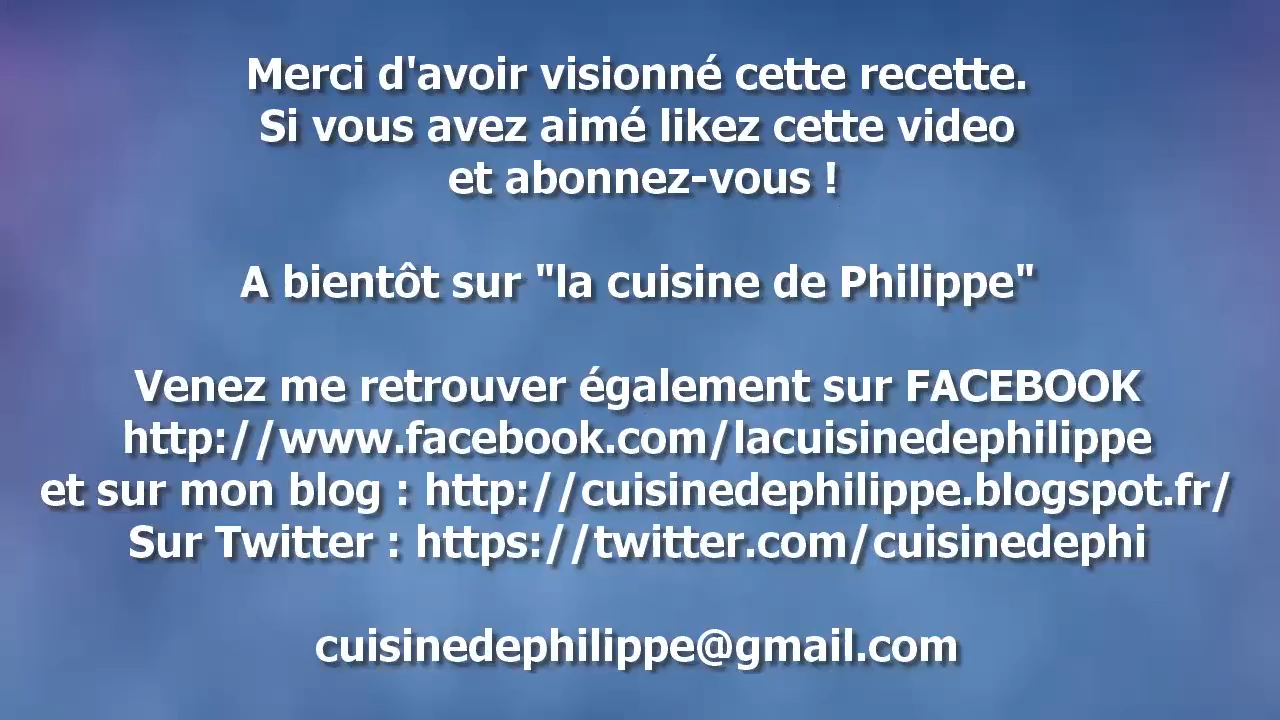 Merci d'avoir visionné cette recette.
Si vous avez aimé likez cette video
et abonnez-vous !
A bientôt sur "la cuisine de Philippe"
Venez me retrouver également sur FACEBOOK
http://www.facebook.com/lacuisinedephilippe
et sur mon blog : http://cuisinedephilippe.blogspot.fr/
Sur Twitter : https://twitter.com/cuisinedephi
cuisinedephilippe@gmail.com